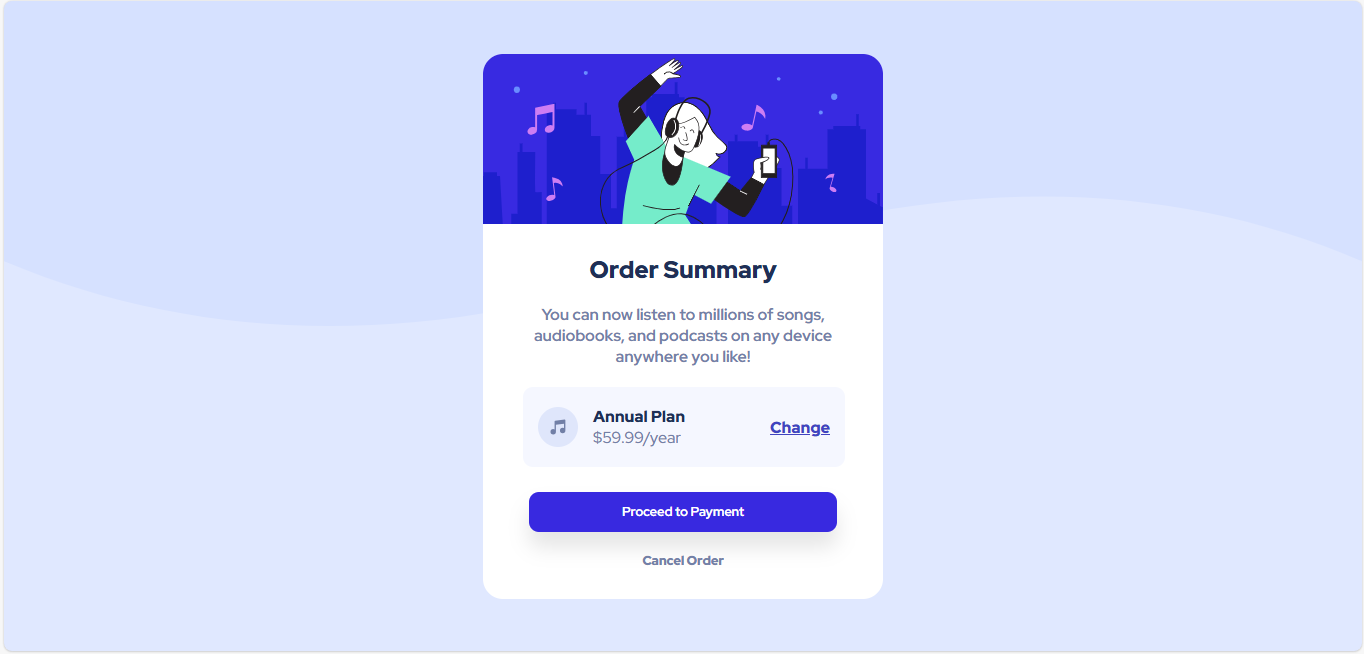 Order Summary
You can now listen to millions of songs,
audiobooks, and podcasts on any device
anywhere you like!
Annual Plan
$59.99/year
Change
Proceed to Payment
Cancel Order